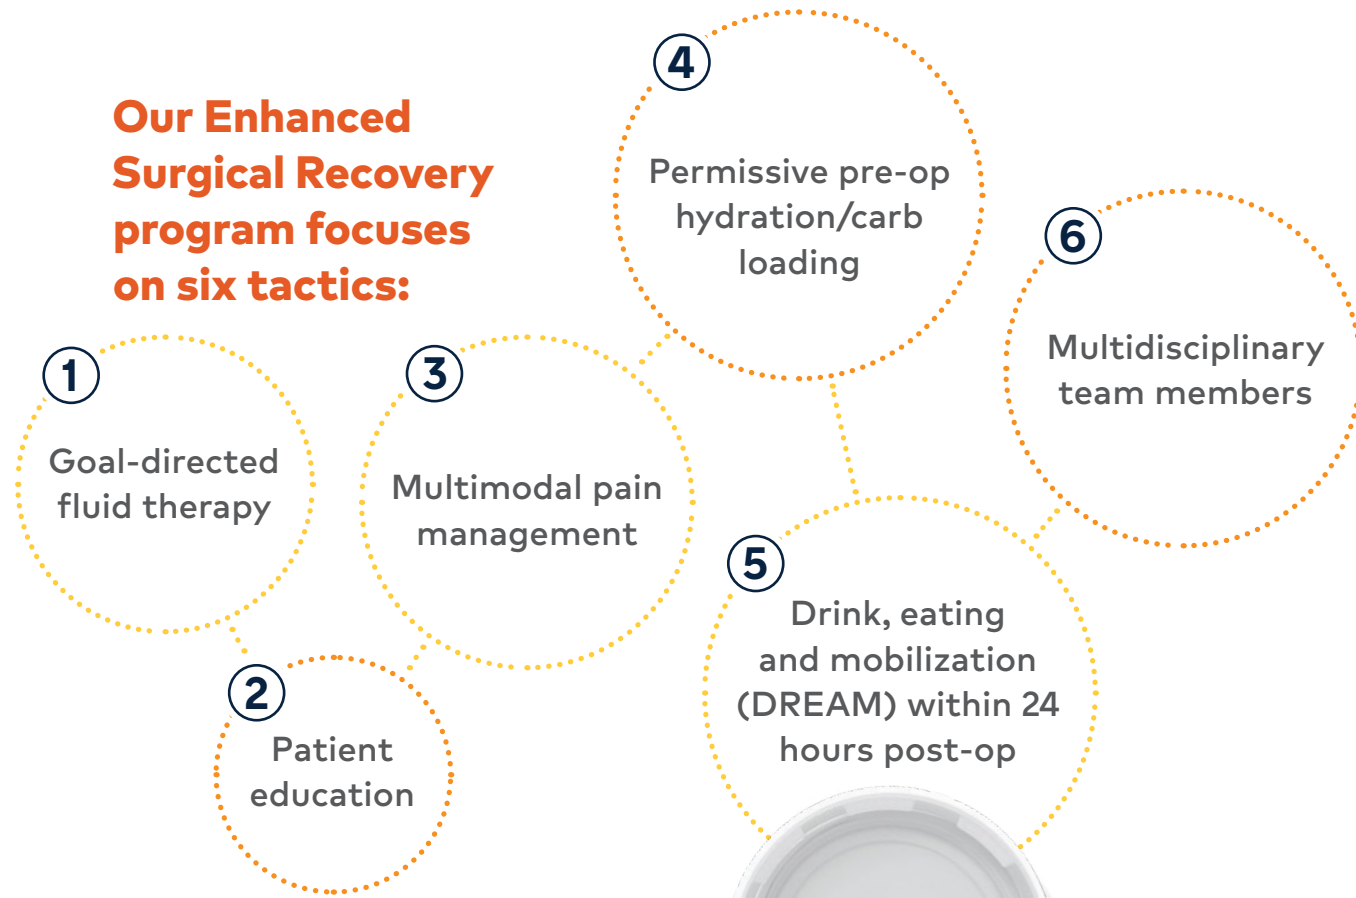 Our Enhanced
Surgical Recovery
program focuses
on six tactics:
1
Goal-directed
fluid therapy
2
Patient
education
3
Multimodal pain
management
4
Permissive pre-op
hydration/carb
loading
5
Drink, eating
and mobilization
(DREAM) within 24
hours post-op
6
Multidisciplinary
team members